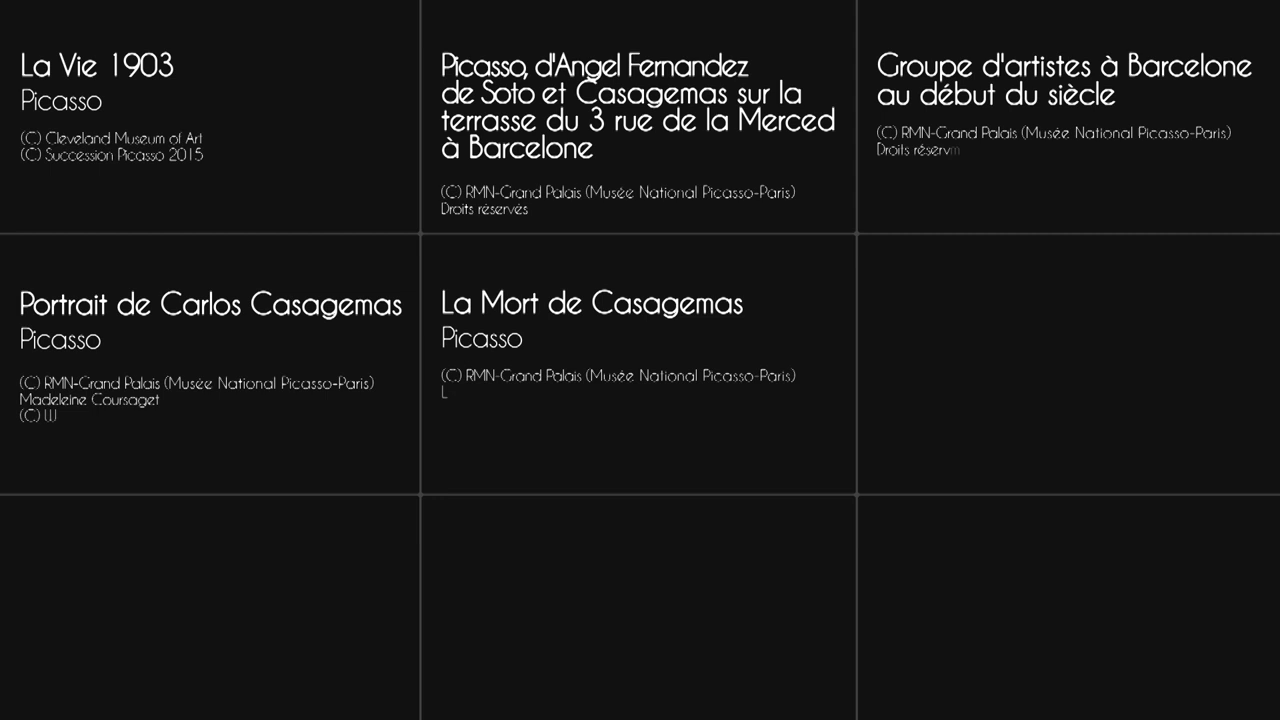 La Vie 1903
Picasso
(C) Cleveland Museum of Art
(C) Succession Picasso 2015
Picasso, d'Angel Fernandez
de Soto et Casagemas sur la
terrasse du 3 rue de la Merced
à Barcelone
(C) RMN-Grand Palais (Musée National Picasso-Paris)
Droits réservés
Groupe d'artistes à Barcelone
au début du siècle
(C) RMN-Grand Palais (Musée National Picasso-Paris)
Droits
Portrait de Carlos Casagemas
Picasso
(C) RMN-Grand Palais (Musée National Picasso-Paris)
Madeleine Coursaget
(C)
La Mort de Casagemas
Picasso
(C) RMN-Grand Palais (Musée National Picasso-Paris)
L